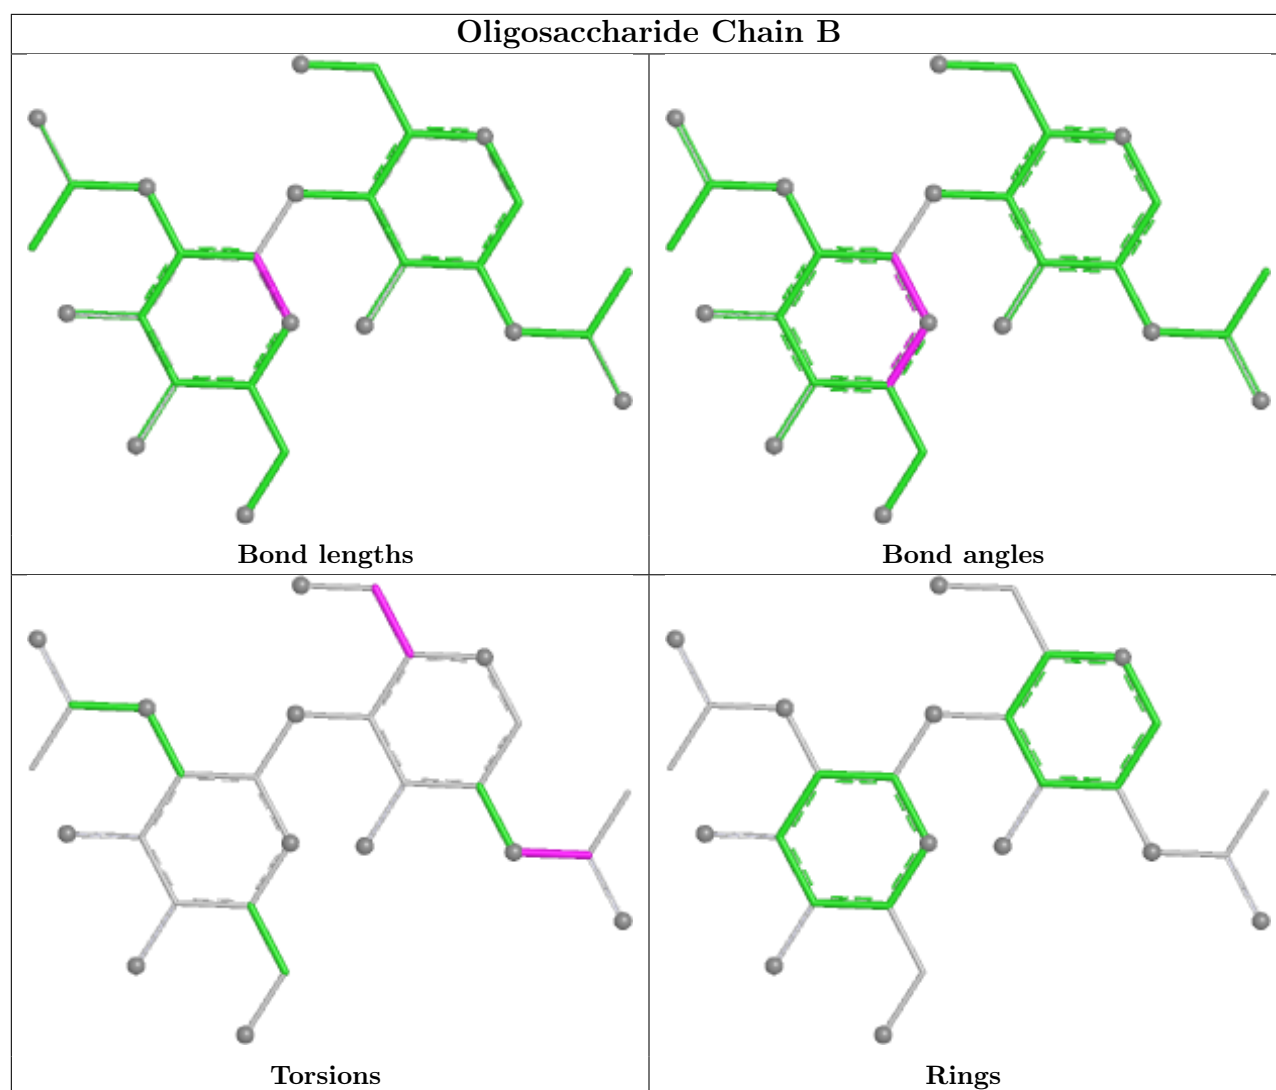 Oligosaccharide Chain B
Bond lengths
Bond angles
Torsions
Rings